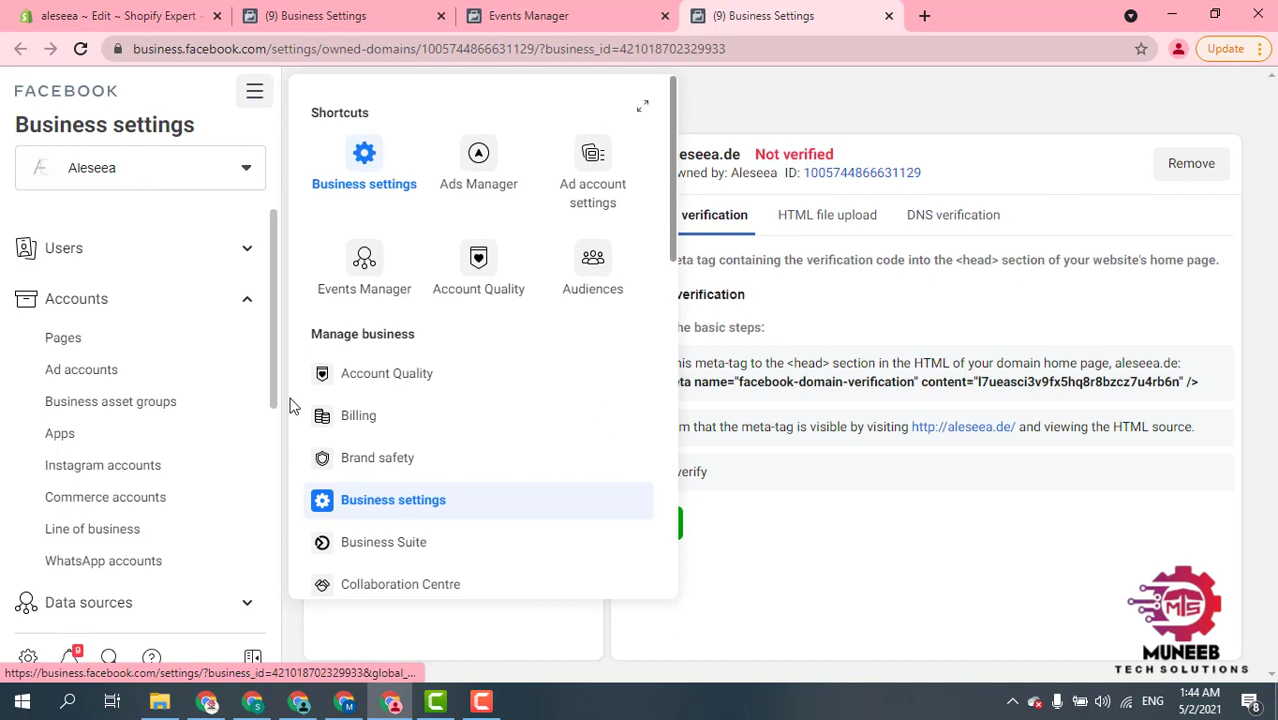 aleseea ~ Edit ~ Shopify Expert -
(9) Business Settings
Events Manager
(9) Business Settings
business.facebook.com/settings/owned-domains/1005744866631129/?business_id=421018702329933
Update
FACEBOOK
Business settings
Aleseea
Users
Accounts
Pages
Ad accounts
Business asset groups
Apps
Instagram accounts
Commerce accounts
Line of business
WhatsApp accounts
Data sources
9
https://business.facebook.com/settings/?business_id=421018702329933&global_...
Shortcuts
Business settings
Ads Manager
Ad account
settings
Events Manager
Account Quality
Audiences
Manage business
Account Quality
Billing
Brand safety
Business settings
Business Suite
Collaboration Centre
eseea.de Not verified
wned by: Aleseea ID: 1005744866631129
Remove
verification
HTML file upload
DNS verification
eta tag containing the verification code into the <head> section of your website's home page.
verification
he basic steps:
his meta-tag to the <head> section in the HTML of your domain home page, aleseea.de:
eta name="facebook-domain-verification" content="l7ueasci3v9fx5hq8r8bzcz7u4rb6n" />
m that the meta-tag is visible by visiting http://aleseea.de/ and viewing the HTML source.
verify
MTS
MUNEEB
TECH SOLUTIONS
ENG
1:44 AM
5/2/2021
8